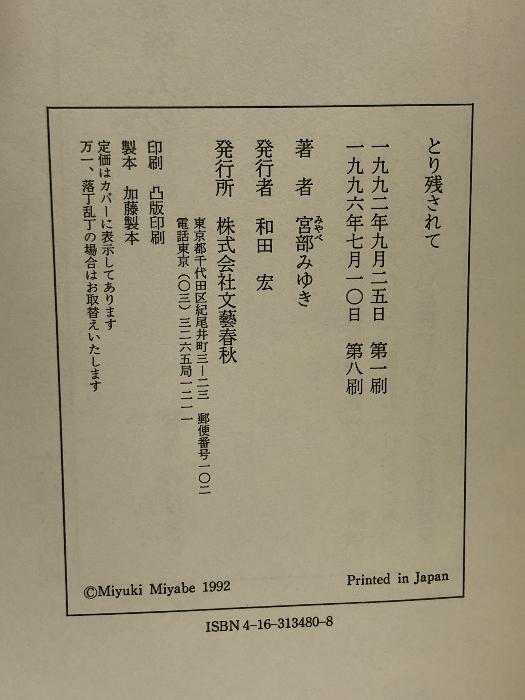 とり残されて
一九九二年九月二五日　第一刷
一九九六年七月一〇日　第八刷
著　者　宮部みゆき
みやべ
発行者　和田　宏
発行所　株式会社文藝春秋
東京都千代田区紀尾井町三―二三　郵便番号一〇二
電話東京（〇三）三二六五局一二一一
印刷　凸版印刷
製本　加藤製本
定価はカバーに表示してあります
万一、落丁乱丁の場合はお取替えいたします
©Miyuki Miyabe 1992
Printed in Japan
ISBN4-16-313480-8